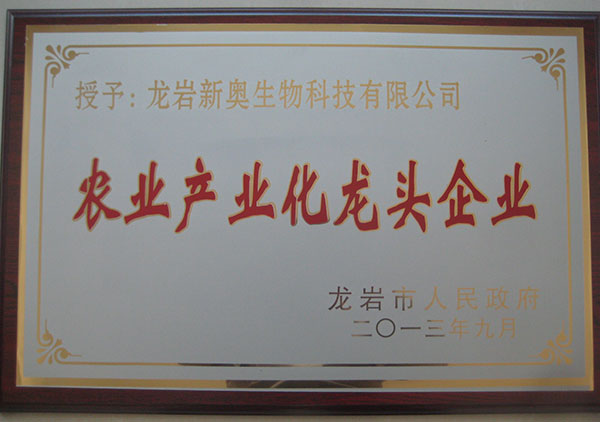 授予：龙岩新奥生物科技有限公司
农业产业化龙头企业
龙岩市人民政府
二〇一三年九月